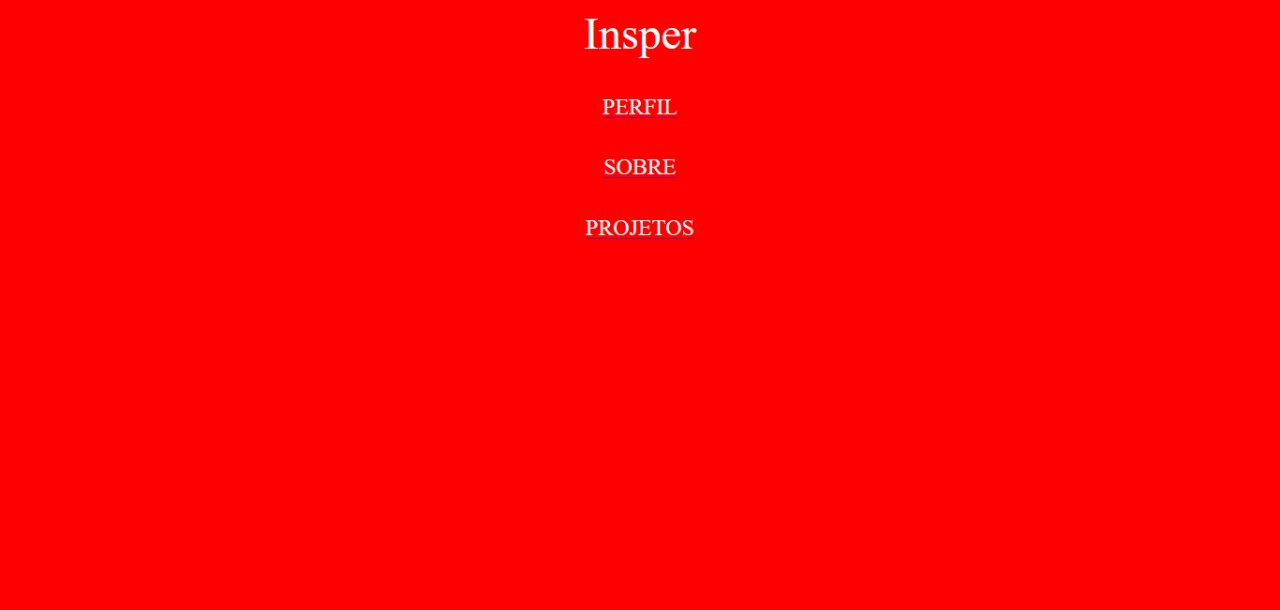 Insper
PERFIL
SOBRE
PROJETOS